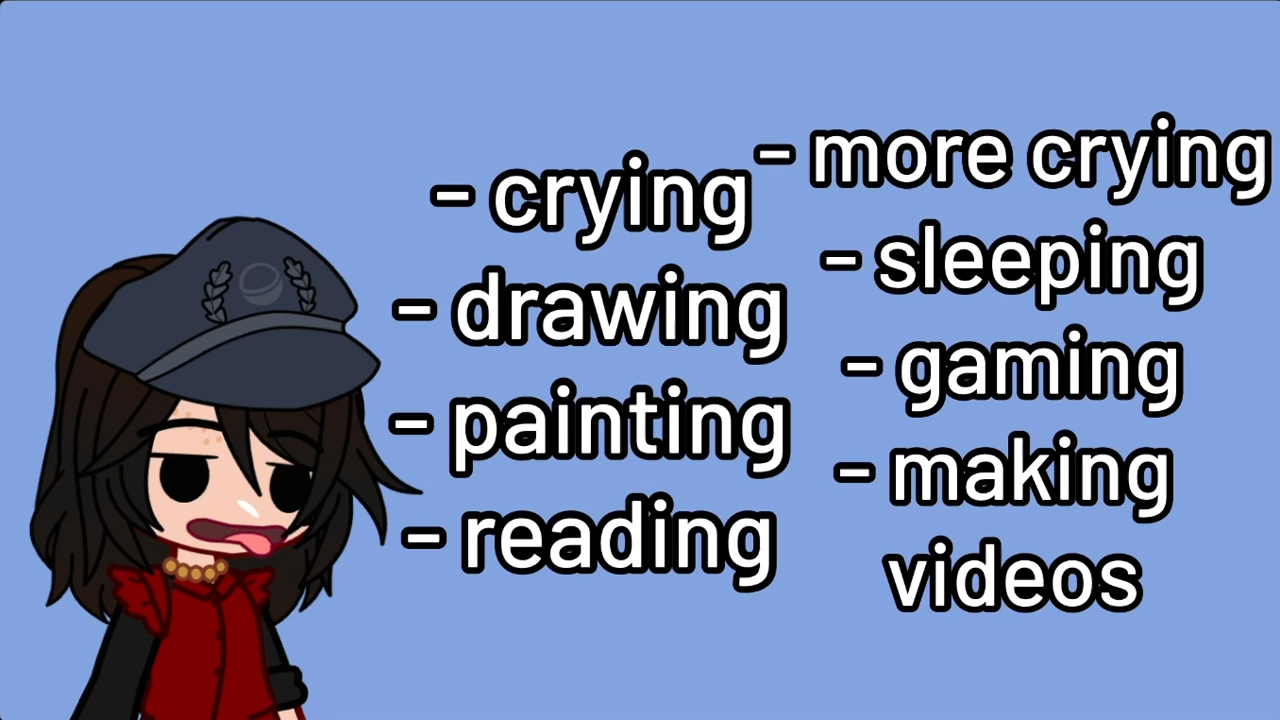 - crying
- drawing
- painting
- reading
- more crying
- sleeping
- gaming
- making
videos